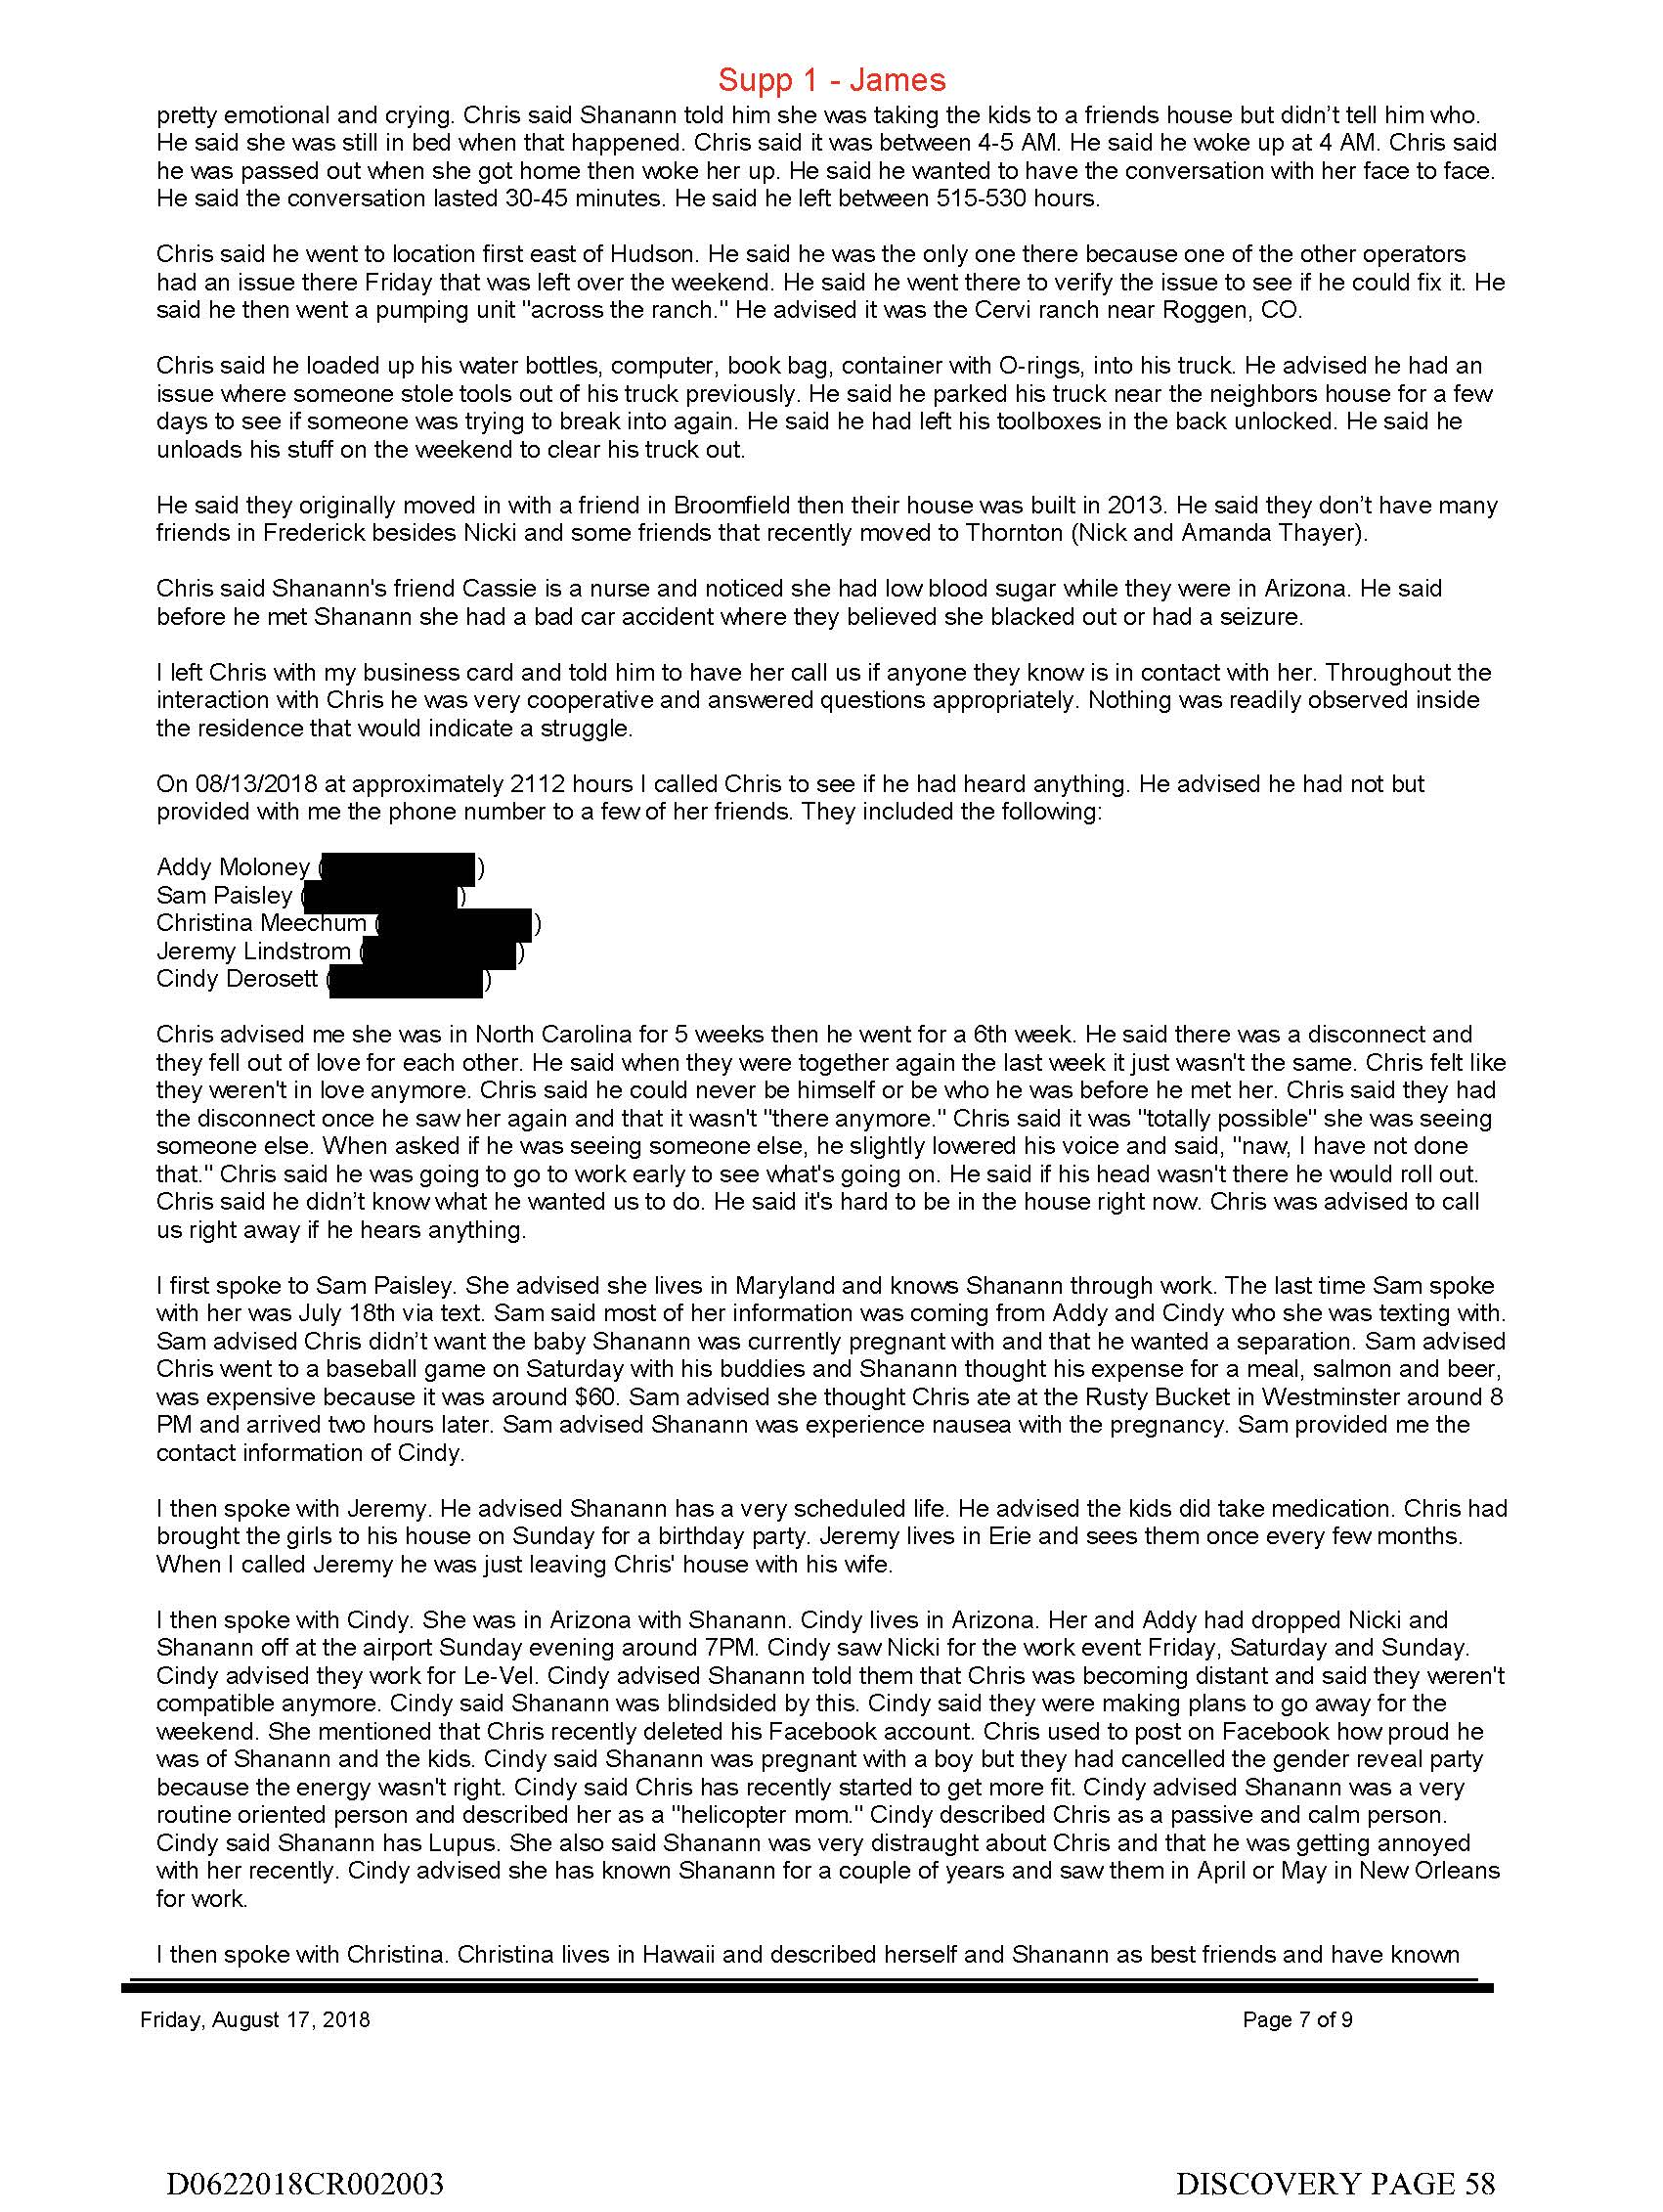 Supp 1 - James
pretty emotional and crying. Chris said Shanann told him she was taking the kids to a friends house but didn't tell him who.
He said she was still in bed when that happened. Chris said it was between 4-5 AM. He said he woke up at 4 AM. Chris said
he was passed out when she got home then woke her up. He said he wanted to have the conversation with her face to face.
He said the conversation lasted 30-45 minutes. He said he left between 515-530 hours.
Chris said he went to location first east of Hudson. He said he was the only one there because one of the other operators
had an issue there Friday that was left over the weekend. He said he went there to verify the issue to see if he could fix it. He
said he then went a pumping unit "across the ranch." He advised it was the Cervi ranch near Roggen, CO.
Chris said he loaded up his water bottles, computer, book bag, container with O-rings, into his truck. He advised he had an
issue where someone stole tools out of his truck previously. He said he parked his truck near the neighbors house for a few
days to see if someone was trying to break into again. He said he had left his toolboxes in the back unlocked. He said he
unloads his stuff on the weekend to clear his truck out.
He said they originally moved in with a friend in Broomfield then their house was built in 2013. He said they don't have many
friends in Frederick besides Nicki and some friends that recently moved to Thornton (Nick and Amanda Thayer).
Chris said Shanann's friend Cassie is a nurse and noticed she had low blood sugar while they were in Arizona. He said
before he met Shanann she had a bad car accident where they believed she blacked out or had a seizure.
I left Chris with my business card and told him to have her call us if anyone they know is in contact with her. Throughout the
interaction with Chris he was very cooperative and answered questions appropriately. Nothing was readily observed inside
the residence that would indicate a struggle.
On 08/13/2018 at approximately 2112 hours I called Chris to see if he had heard anything. He advised he had not but
provided with me the phone number to a few of her friends. They included the following:
Addy Moloney ( )
Sam Paisley ( )
Christina Meechum ( )
Jeremy Lindstrom ( )
Cindy Derosett ( )
Chris advised me she was in North Carolina for 5 weeks then he went for a 6th week. He said there was a disconnect and
they fell out of love for each other. He said when they were together again the last week it just wasn't the same. Chris felt like
they weren't in love anymore. Chris said he could never be himself or be who he was before he met her. Chris said they had
the disconnect once he saw her again and that it wasn't "there anymore." Chris said it was "totally possible" she was seeing
someone else. When asked if he was seeing someone else, he slightly lowered his voice and said, "naw, I have not done
that." Chris said he was going to go to work early to see what's going on. He said if his head wasn't there he would roll out.
Chris said he didn't know what he wanted us to do. He said it's hard to be in the house right now. Chris was advised to call
us right away if he hears anything.
I first spoke to Sam Paisley. She advised she lives in Maryland and knows Shanann through work. The last time Sam spoke
with her was July 18th via text. Sam said most of her information was coming from Addy and Cindy who she was texting with.
Sam advised Chris didn't want the baby Shanann was currently pregnant with and that he wanted a separation. Sam advised
Chris went to a baseball game on Saturday with his buddies and Shanann thought his expense for a meal, salmon and beer,
was expensive because it was around $60. Sam advised she thought Chris ate at the Rusty Bucket in Westminster around 8
PM and arrived two hours later. Sam advised Shanann was experience nausea with the pregnancy. Sam provided me the
contact information of Cindy.
I then spoke with Jeremy. He advised Shanann has a very scheduled life. He advised the kids did take medication. Chris had
brought the girls to his house on Sunday for a birthday party. Jeremy lives in Erie and sees them once every few months.
When I called Jeremy he was just leaving Chris' house with his wife.
I then spoke with Cindy. She was in Arizona with Shanann. Cindy lives in Arizona. Her and Addy had dropped Nicki and
Shanann off at the airport Sunday evening around 7PM. Cindy saw Nicki for the work event Friday, Saturday and Sunday.
Cindy advised they work for Le-Vel. Cindy advised Shanann told them that Chris was becoming distant and said they weren't
compatible anymore. Cindy said Shanann was blindsided by this. Cindy said they were making plans to go away for the
weekend. She mentioned that Chris recently deleted his Facebook account. Chris used to post on Facebook how proud he
was of Shanann and the kids. Cindy said Shanann was pregnant with a boy but they had cancelled the gender reveal party
because the energy wasn't right. Cindy said Chris has recently started to get more fit. Cindy advised Shanann was a very
routine oriented person and described her as a "helicopter mom." Cindy described Chris as a passive and calm person.
Cindy said Shanann has Lupus. She also said Shanann was very distraught about Chris and that he was getting annoyed
with her recently. Cindy advised she has known Shanann for a couple of years and saw them in April or May in New Orleans
for work.
I then spoke with Christina. Christina lives in Hawaii and described herself and Shanann as best friends and have known
Friday, August 17, 2018 Page 7 of 9
D0622018CR002003 DISCOVERY PAGE 58